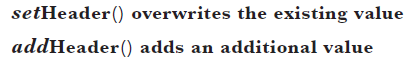 setHeader() overwrites the existing value
addHeader() adds an additional value